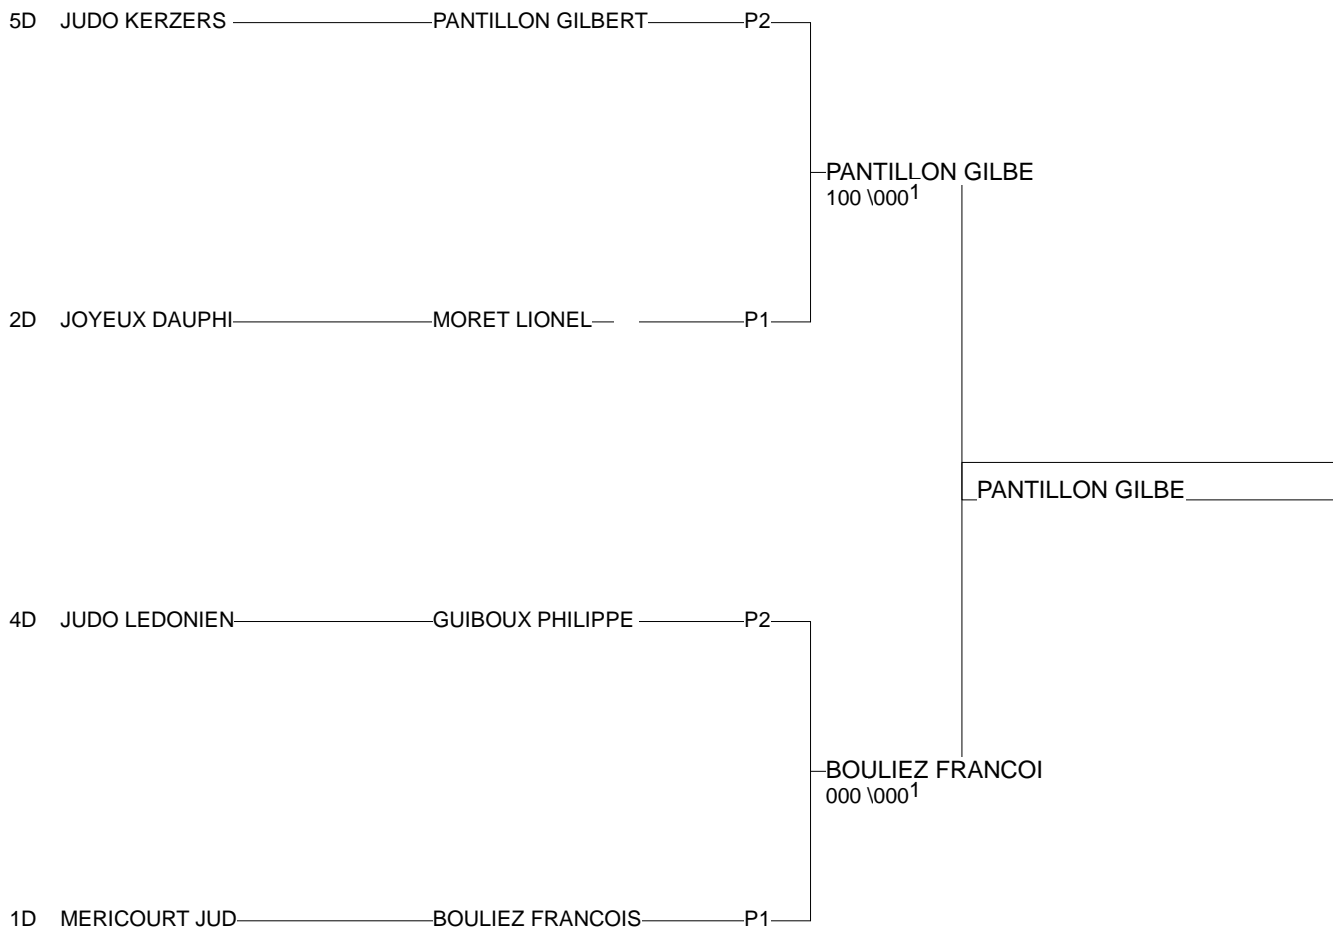 5D JUDO KERZERS PANTILLON GILBERT P2
PANTILLON GILBE
100 \000 1
2D JOYEUX DAUPHI MORET LIONEL P1
PANTILLON GILBE
4D JUDO LEDONIEN GUIBOUX PHILIPPE P2
BOULIEZ FRANCOI
000 \000 1
1D MERICOURT JUD BOULIEZ FRANCOIS P1